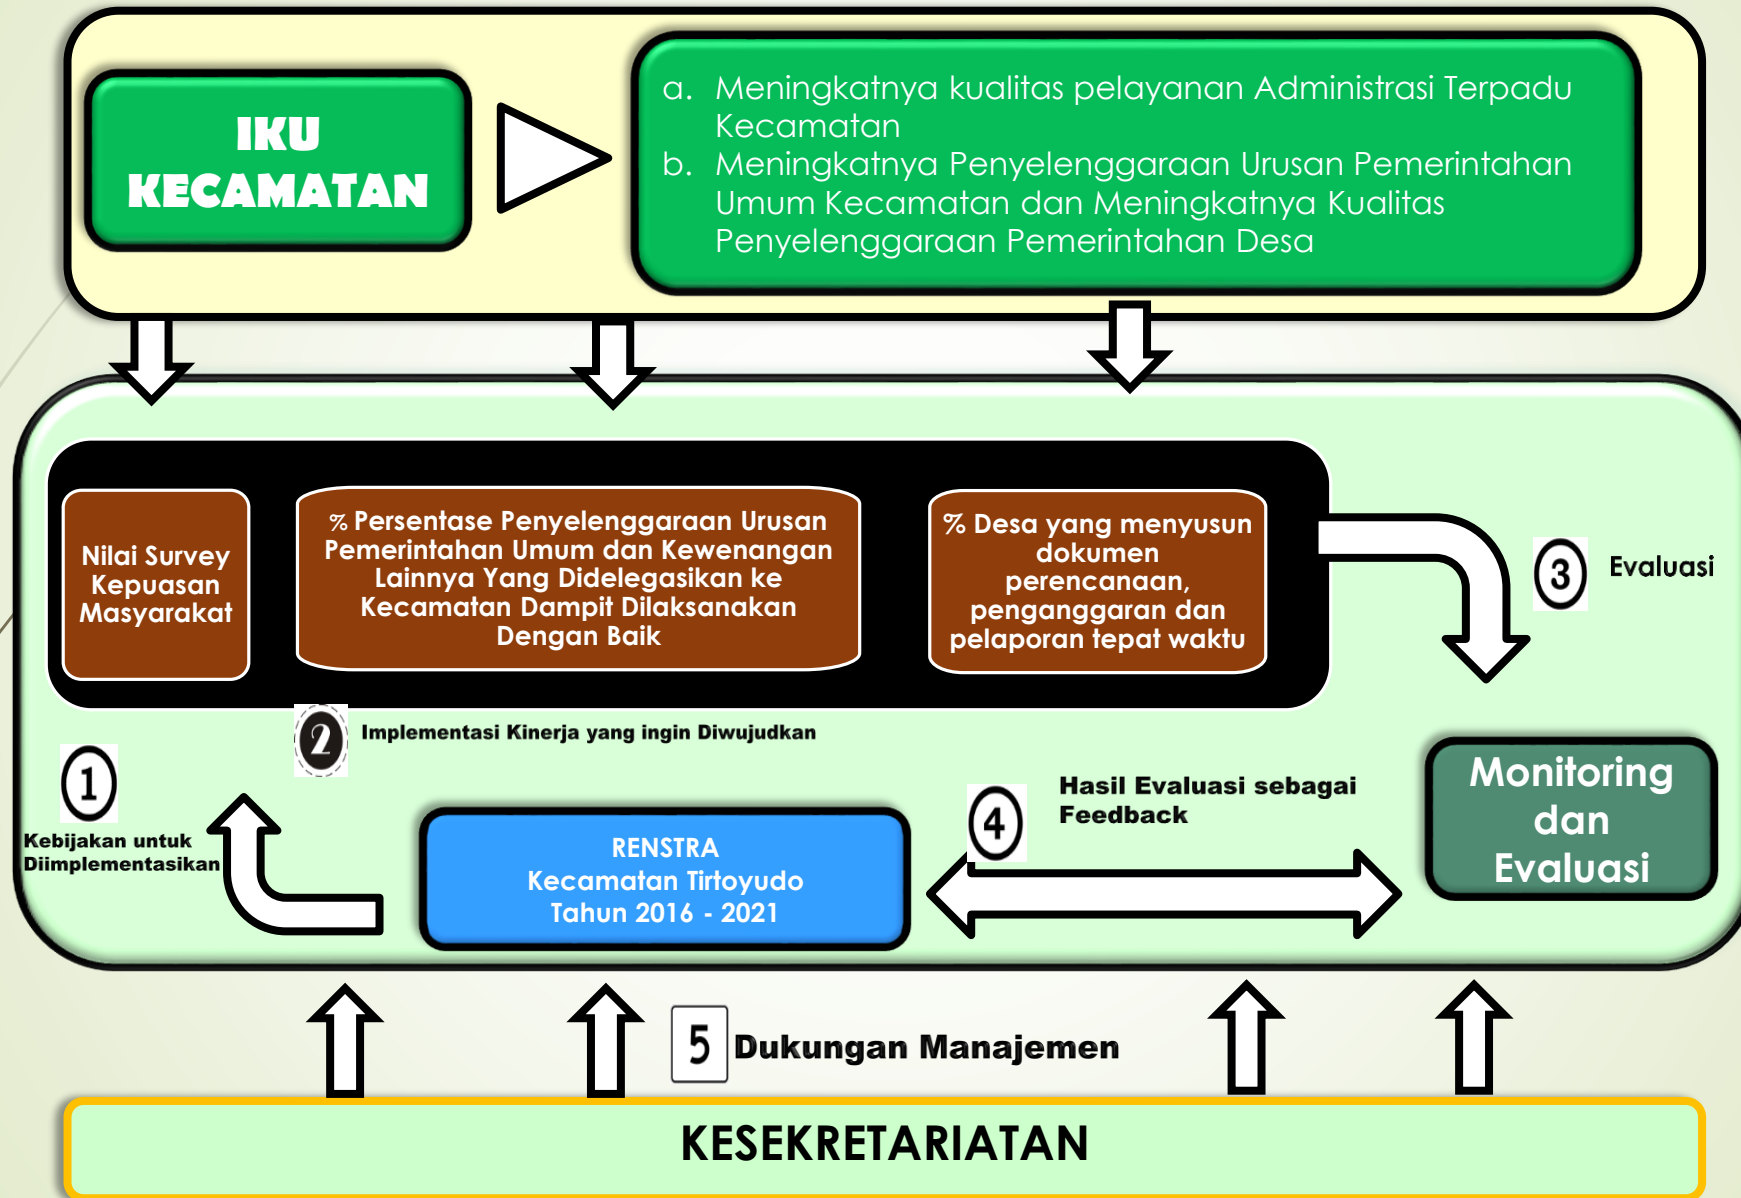 IKU
KECAMATAN
a. Meningkatnya kualitas pelayanan Administrasi Terpadu
Kecamatan
b. Meningkatnya Penyelenggaraan Urusan Pemerintahan
Umum Kecamatan dan Meningkatnya Kualitas
Penyelenggaraan Pemerintahan Desa
Nilai Survey
Kepuasan
Masyarakat
% Persentase Penyelenggaraan Urusan
Pemerintahan Umum dan Kewenangan
Lainnya Yang Didelegasikan ke
Kecamatan Dampit Dilaksanakan
Dengan Baik
% Desa yang menyusun
dokumen
perencanaan,
penganggaran dan
pelaporan tepat waktu
3 Evaluasi
2 Implementasi Kinerja yang ingin Diwujudkan
1
Kebijakan untuk
Diimplementasikan
RENSTRA
Kecamatan Tirtoyudo
Tahun 2016 - 2021
4
Hasil Evaluasi sebagai
Feedback
Monitoring
dan
Evaluasi
5 Dukungan Manajemen
KESEKRETARIATAN